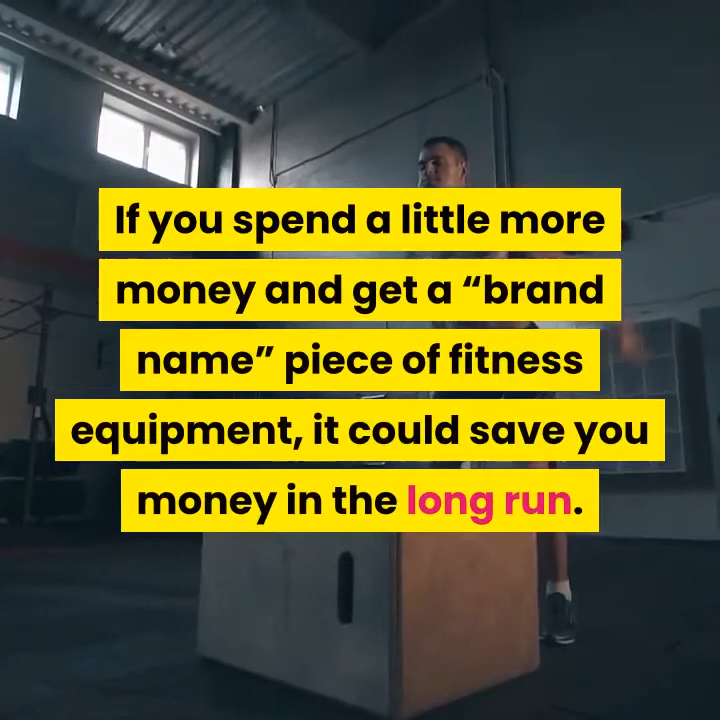 If you spend a little more
money and get a “brand
name” piece of fitness
equipment, it could save you
money in the long run.